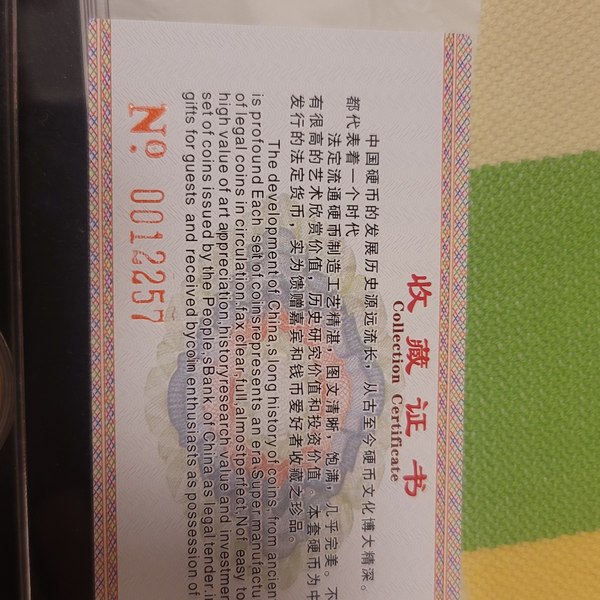 收藏证书
Collection Certificate
中国硬币的发展历史源远流长，从古至今硬币文化博大精深。
都代表着一个时代
法定流通硬币制造工艺精湛，图文清晰，饱满，几乎完美。不
有很高的艺术欣赏价值，历史研究价值和投资价值。本套硬币为中
发行的法定货币，实为馈赠嘉宾和钱币爱好者收藏之珍品。
The development of China,s long history of coins, from ancien
is profound Each set of coinsrepresents an era Super manufactu
of legal coins in circulation,fax clear,full,almostperfect.Not easy to
high value of art appreciation,historyresearch value and investmen
set of coins issued by the People,sBank of China as legal tender,i
gifts for guests and received bycoin enthusiasts as possession of
No 0012257